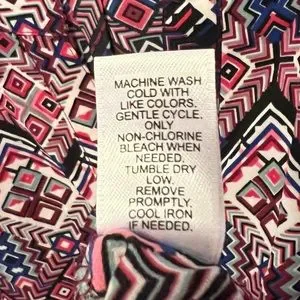 MACHINE WASH
COLD WITH
LIKE COLORS.
GENTLE CYCLE.
ONLY
NON-CHLORINE
BLEACH WHEN
NEEDED.
TUMBLE DRY
LOW.
REMOVE
PROMPTLY.
COOL IRON
IF NEEDED.